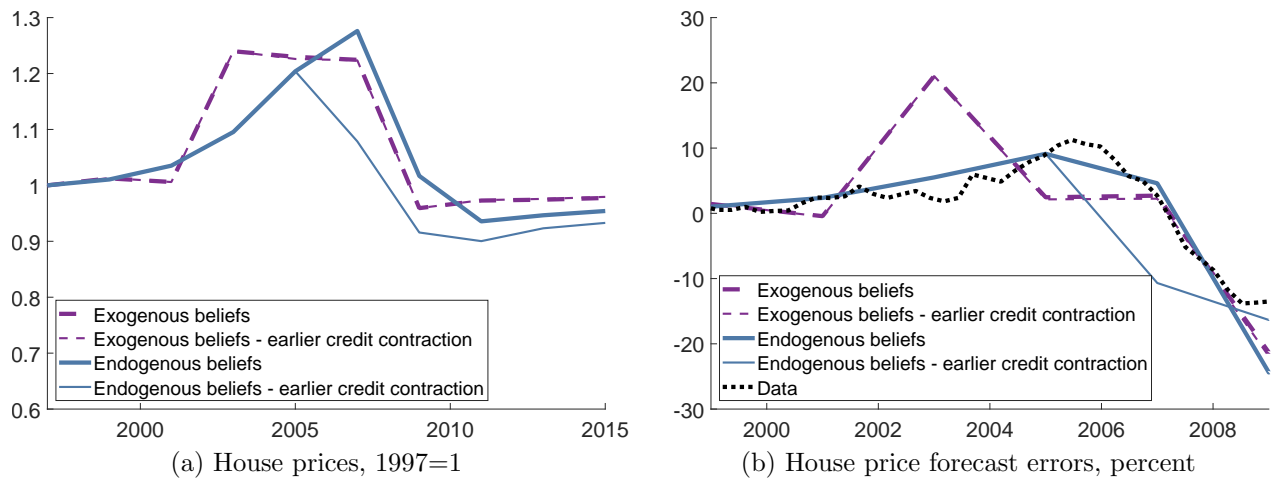 1.3
1.2
1.1
1
0.9
0.8
0.7
0.6
2000
2005
2010
2015
Exogenous beliefs
Exogenous beliefs - earlier credit contraction
Endogenous beliefs
Endogenous beliefs - earlier credit contraction
(a) House prices, 1997=1
30
20
10
0
-10
-20
-30
2000
2002
2004
2006
2008
Exogenous beliefs
Exogenous beliefs - earlier credit contraction
Endogenous beliefs
Endogenous beliefs - earlier credit contraction
Data
(b) House price forecast errors, percent